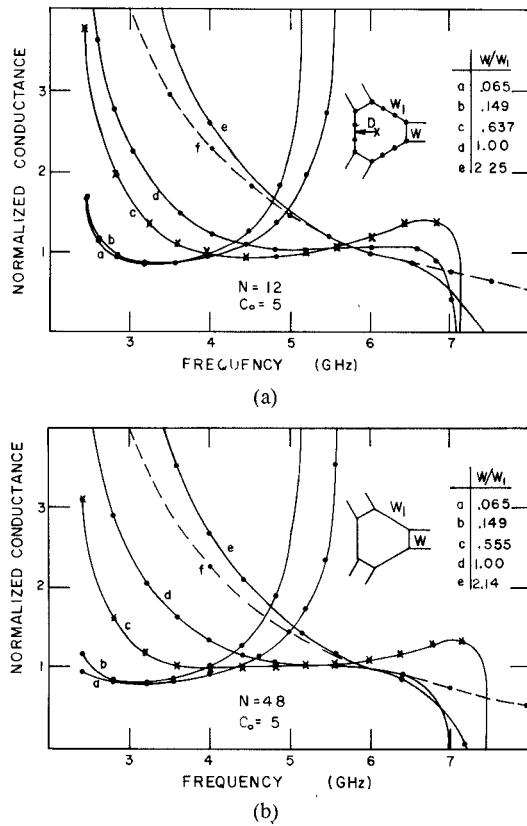 NORMALIZED CONDUCTANCE
3
2
1
a
b
c
d
e
f
D
W₁
W
W/W₁
a .065
b .149
c .637
d 1.00
e 2.25
N = 12
C₀ = 5
3 4 5 6 7
FREQUENCY (GHz)
(a)
NORMALIZED CONDUCTANCE
3
2
1
a
b
c
d
e
f
W₁
W
W/W₁
a .065
b .149
c .555
d 1.00
e 2.14
N = 48
C₀ = 5
3 4 5 6 7
FREQUENCY (GHz)
(b)